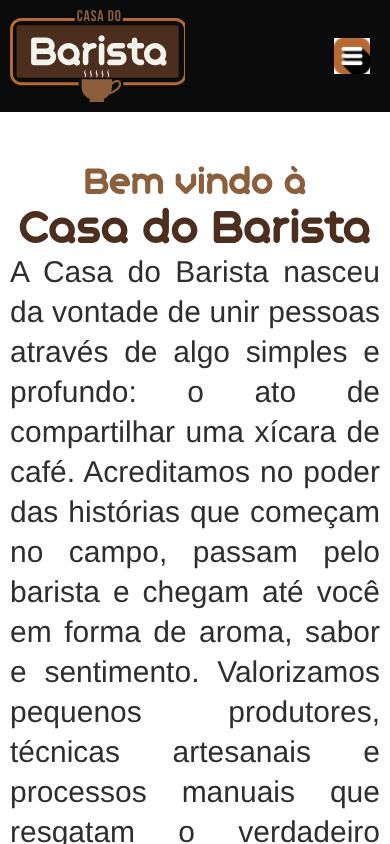 CASA DO
Barista
Bem vindo à
Casa do Barista
A Casa do Barista nasceu
da vontade de unir pessoas
através de algo simples e
profundo: o ato de
compartilhar uma xícara de
café. Acreditamos no poder
das histórias que começam
no campo, passam pelo
barista e chegam até você
em forma de aroma, sabor
e sentimento. Valorizamos
pequenos produtores,
técnicas artesanais e
processos manuais que
resgatam o verdadeiro